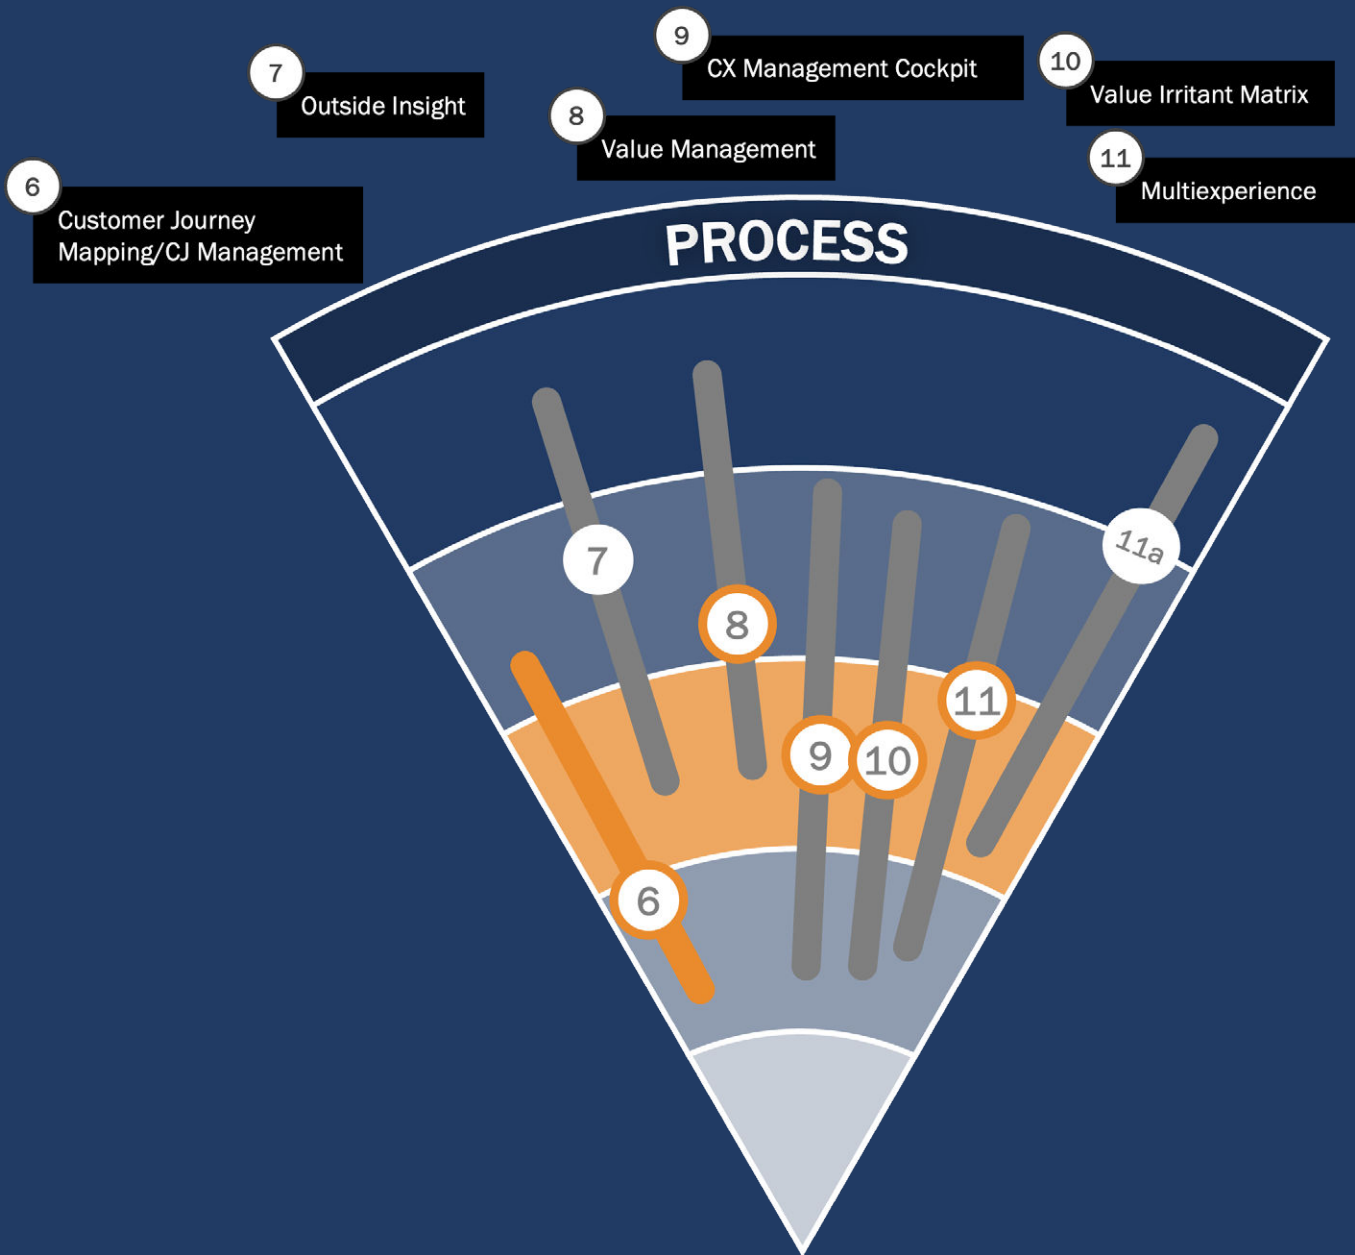 6
Customer Journey
Mapping/CJ Management
7
Outside Insight
8
Value Management
9
CX Management Cockpit
10
Value Irritant Matrix
11
Multiexperience
PROCESS
7
8
11a
11
9
10
6